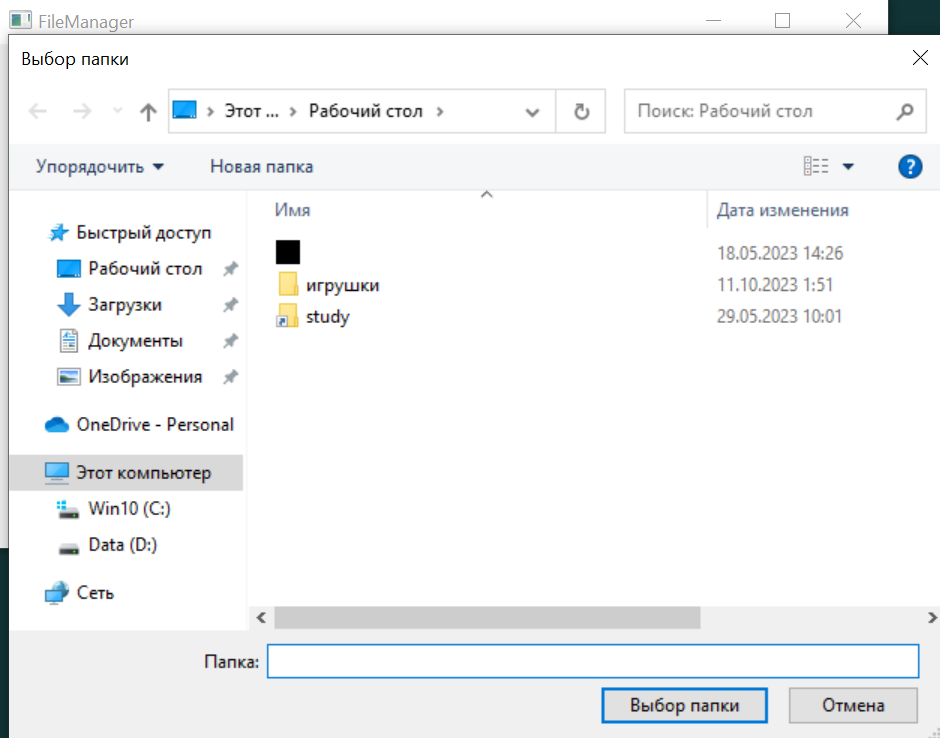 FileManager
Выбор папки
Этот ... Рабочий стол
Поиск: Рабочий стол
Упорядочить Новая папка
?
Имя Дата изменения
18.05.2023 14:26
игрушки 11.10.2023 1:51
study 29.05.2023 10:01
Быстрый доступ
Рабочий стол
Загрузки
Документы
Изображения
OneDrive - Personal
Этот компьютер
Win10 (C:)
Data (D:)
Сеть
Папка:
Выбор папки Отмена